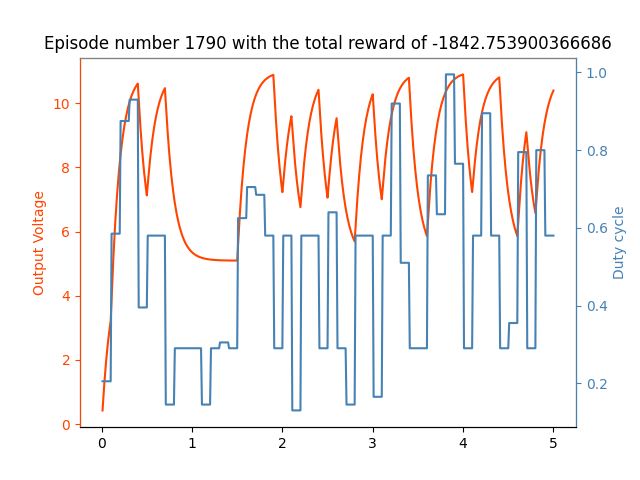 Episode number 1790 with the total reward of -1842.753900366686
10
8
6
4
2
0
Output Voltage
1.0
0.8
0.6
0.4
0.2
Duty cycle
0 1 2 3 4 5